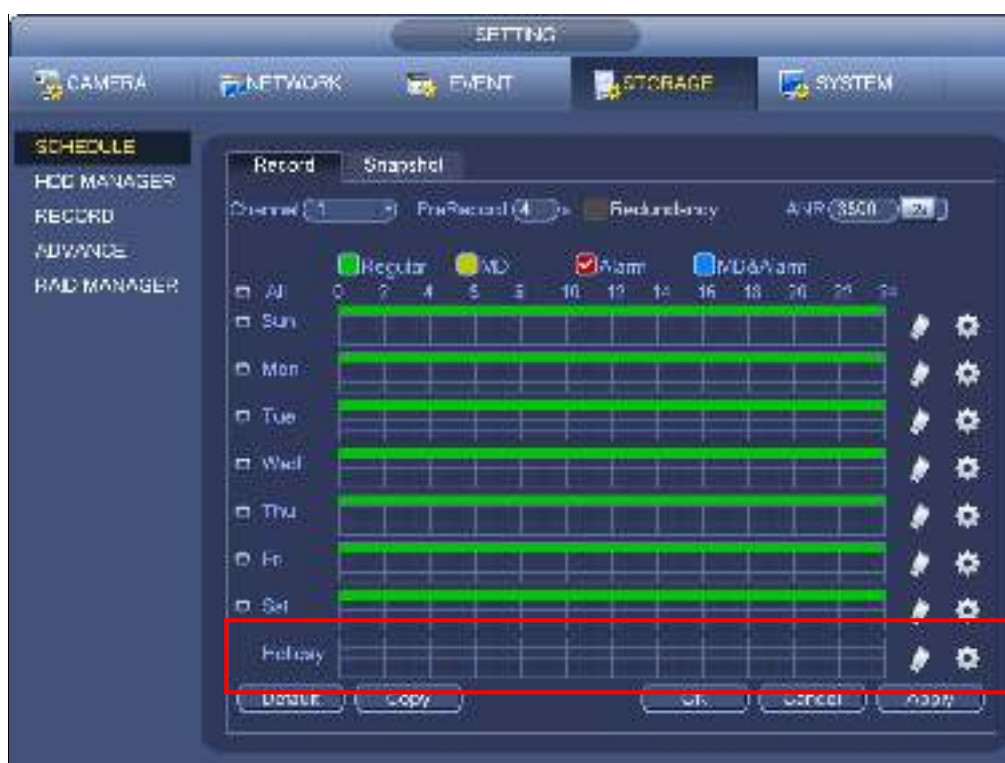 SETTING
CAMERA NETWORK EVENT STORAGE SYSTEM
SCHEDULE
HDD MANAGER
RECORD
ADVANCE
RAID MANAGER
Record Snapshot
Channel 1 PreRecord 4 s Redundancy ANR 3600
Regular MD Alarm MD&Alarm
All 0 2 4 6 8 10 12 14 16 18 20 22 24
Sun
Mon
Tue
Wed
Thu
Fri
Sat
Holiday
Default Copy OK Cancel Apply